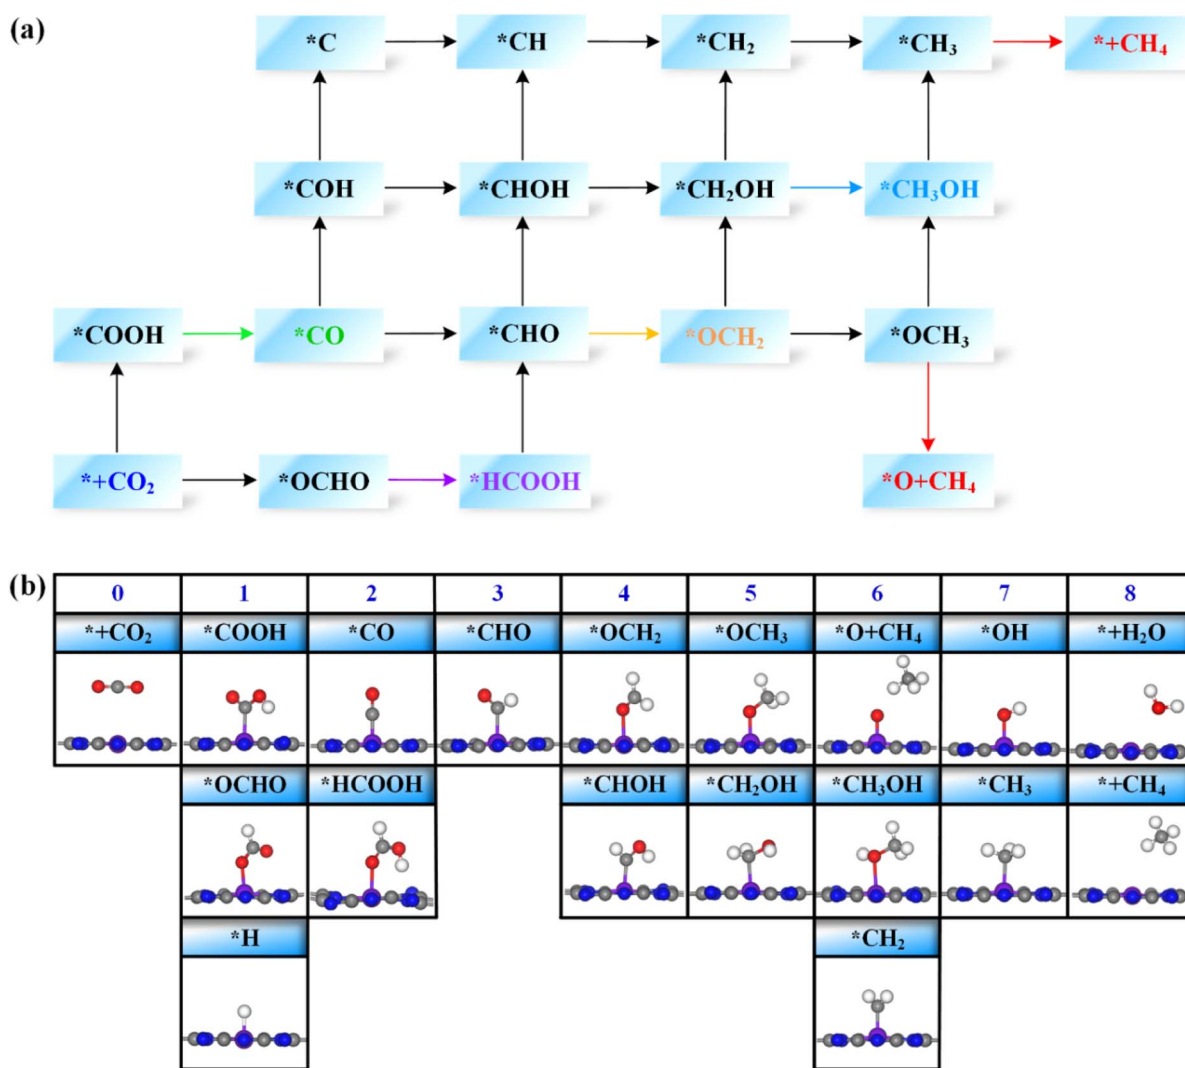 (a)
*C *CH *CH₂ *CH₃ *+CH₄
*COH *CHOH *CH₂OH *CH₃OH
*COOH *CO *CHO *OCH₂ *OCH₃
*+CO₂ *OCHO *HCOOH *O+CH₄
(b)
0 1 2 3 4 5 6 7 8
*+CO₂ *COOH *CO *CHO *OCH₂ *OCH₃ *O+CH₄ *OH *+H₂O
*OCHO *HCOOH *CHOH *CH₂OH *CH₃OH *CH₃ *+CH₄
*H *CH₂